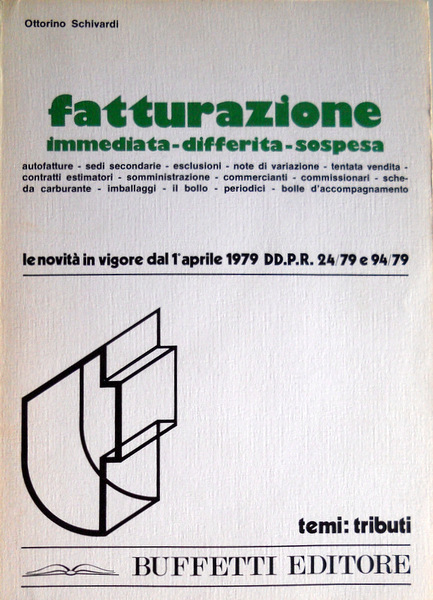 Ottorino Schivardi
fatturazione
immediata-differita-sospesa
autofatture - sedi secondarie - esclusioni - note di variazione - tentata vendita -
contratti estimatori - somministrazione - commercianti - commissionari - sche-
da carburante - imballaggi - il bollo - periodici - bolle d'accompagnamento
le novità in vigore dal 1° aprile 1979 DD.P.R. 24/79 e 94/79
temi: tributi
BUFFETTI EDITORE